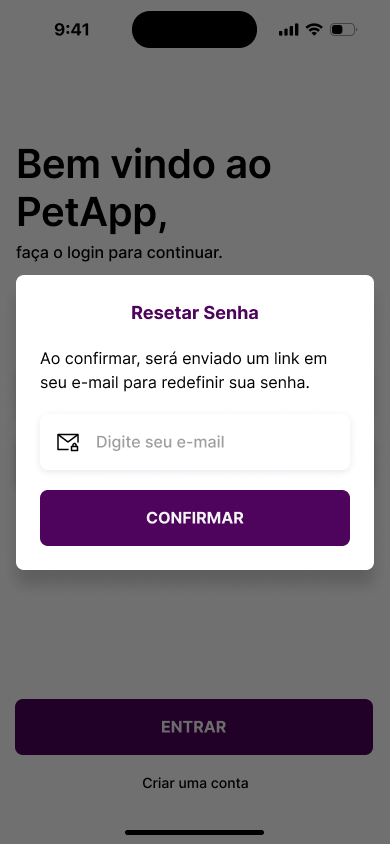 9:41
Bem vindo ao
PetApp,
faça o login para continuar.
Resetar Senha
Ao confirmar, será enviado um link em
seu e-mail para redefinir sua senha.
Digite seu e-mail
CONFIRMAR
ENTRAR
Criar uma conta